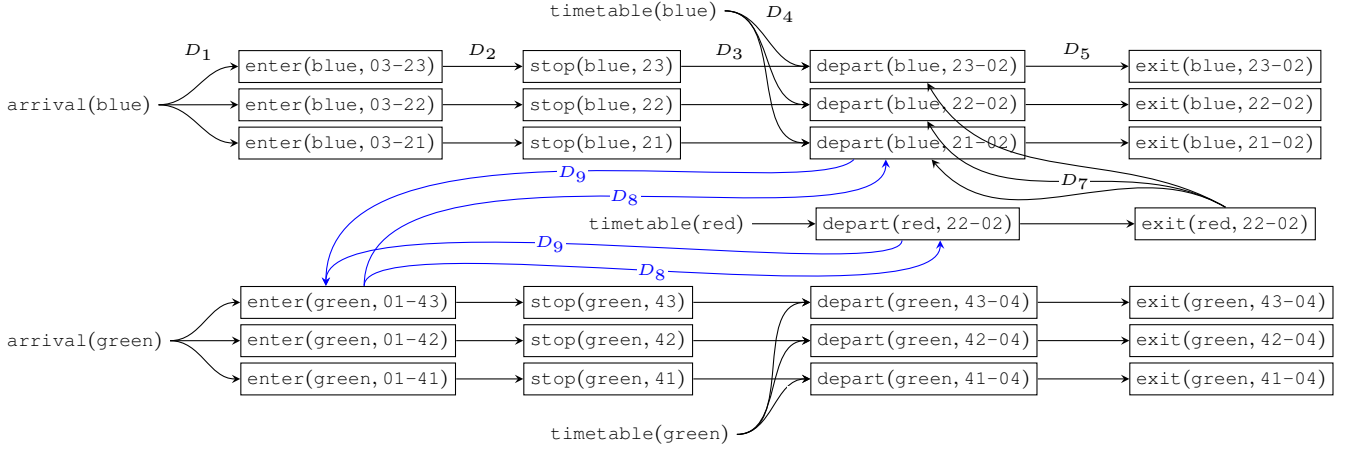 timetable(blue) D4
D1 D2 D3 D5
enter(blue, 03-23) stop(blue, 23) depart(blue, 23-02) exit(blue, 23-02)
arrival(blue) enter(blue, 03-22) stop(blue, 22) depart(blue, 22-02) exit(blue, 22-02)
enter(blue, 03-21) stop(blue, 21) depart(blue, 21-02) exit(blue, 21-02)
D9 D7
D8
timetable(red) depart(red, 22-02) exit(red, 22-02)
D9
D8
enter(green, 01-43) stop(green, 43) depart(green, 43-04) exit(green, 43-04)
arrival(green) enter(green, 01-42) stop(green, 42) depart(green, 42-04) exit(green, 42-04)
enter(green, 01-41) stop(green, 41) depart(green, 41-04) exit(green, 41-04)
timetable(green)